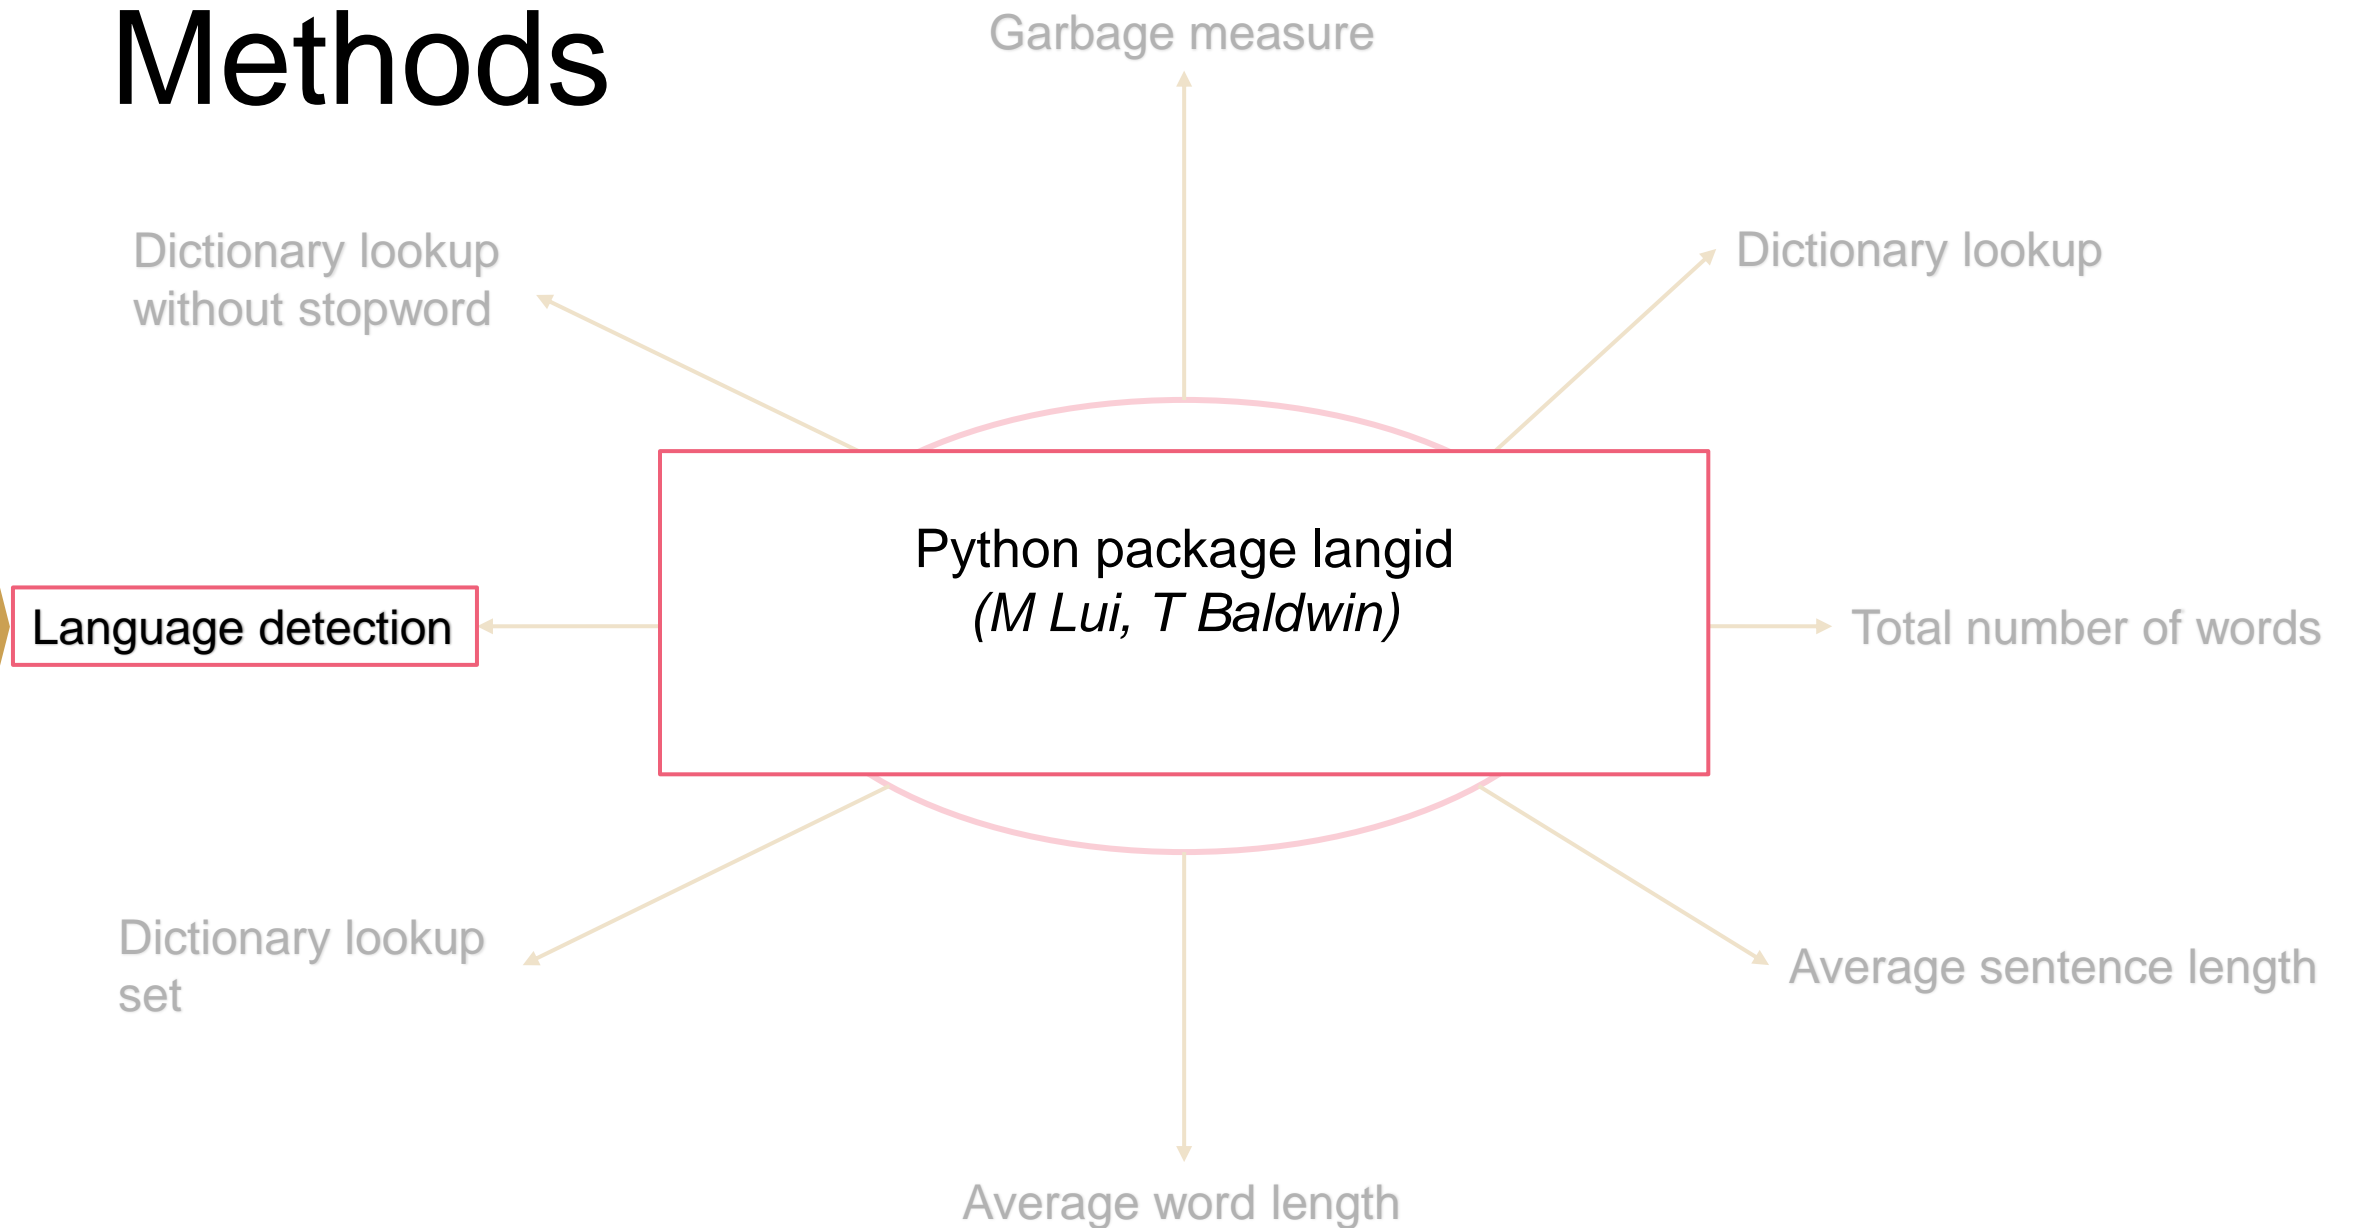 Methods
Garbage measure
Dictionary lookup
without stopword
Dictionary lookup
Python package langid
(M Lui, T Baldwin)
Language detection
Total number of words
Dictionary lookup
set
Average sentence length
Average word length